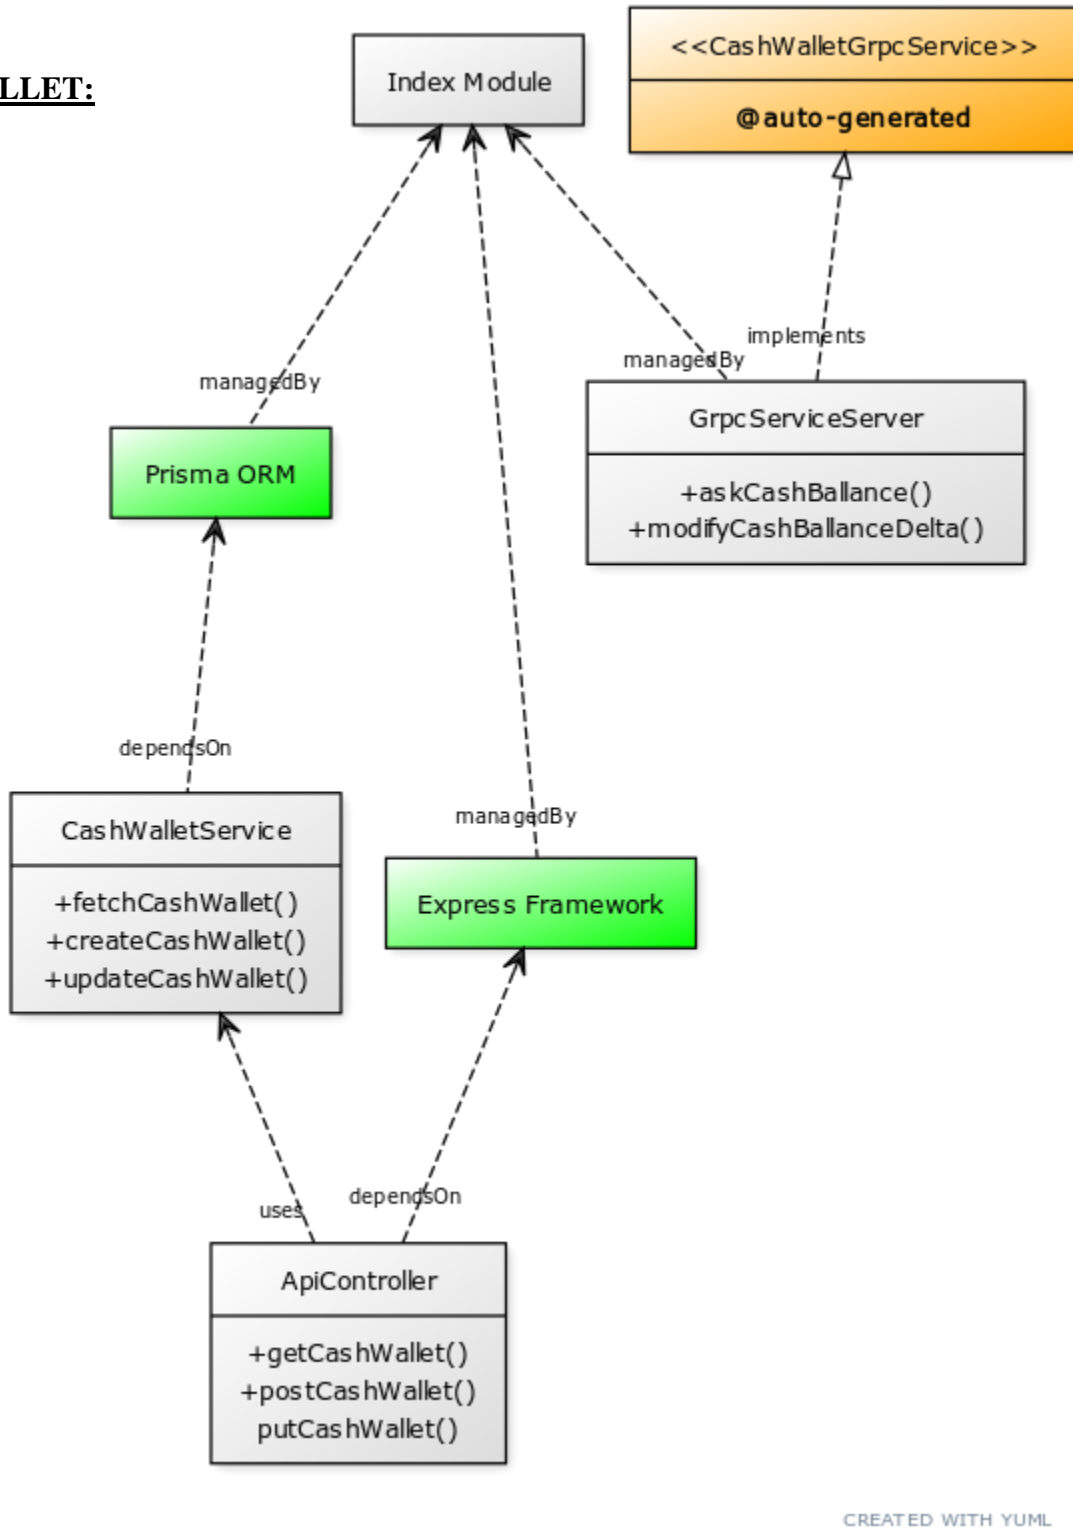 LLET:
Index Module
<<CashWalletGrpcService>>
@auto-generated
managedBy
implements
managedBy
GrpcServiceServer
+askCashBallance()
+modifyCashBallanceDelta()
Prisma ORM
dependsOn
managedBy
CashWalletService
+fetchCashWallet()
+createCashWallet()
+updateCashWallet()
Express Framework
uses
dependsOn
ApiController
+getCashWallet()
+postCashWallet()
putCashWallet()
CREATED WITH YUML